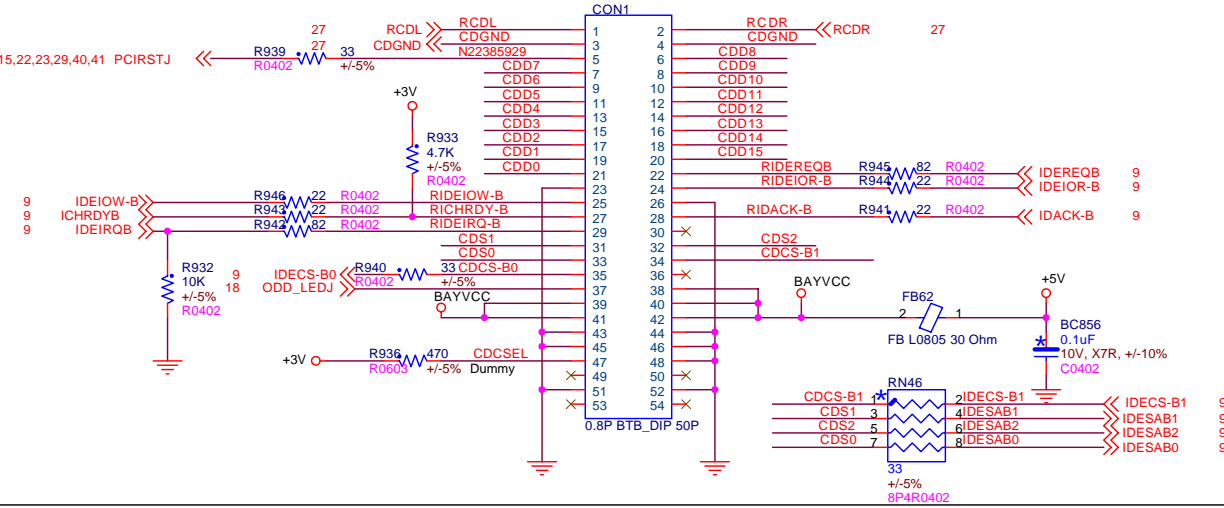 CON1
27 RCDL RCDL 1 2 RCDR RCDR 27
27 CDGND CDGND 3 4 CDGND
15,22,23,29,40,41 PCIRSTJ R939 33 N22385929 5 6 CDD8
R0402 +/-5%
CDD7 7 8 CDD9
CDD6 9 10 CDD10
+3V CDD5 11 12 CDD11
CDD4 13 14 CDD12
CDD3 15 16 CDD13
R933 CDD2 17 18 CDD14
4.7K CDD1 19 20 CDD15
+/-5% CDD0 21 22 RIDEREQB R945 82 R0402 IDEREQB 9
R0402 23 24 RIDEIOR-B R944 22 R0402 IDEIOR-B 9
9 IDEIOW-B R946 22 R0402 RIDEIOW-B 25 26
9 ICHRDYB R943 22 R0402 RICHRDY-B 27 28 RIDACK-B R941 22 R0402 IDACK-B 9
9 IDEIRQB R942 82 R0402 RIDEIRQ-B 29 30
CDS1 31 32 CDS2
CDS0 33 34 CDCS-B1
R932 9 IDECS-B0 R940 33 CDCS-B0 35 36
10K R0402 +/-5%
+/-5% 18 ODD_LEDJ 37 38
R0402
BAYVCC 39 40 BAYVCC +5V
41 42 2 FB62 1
FB L0805 30 Ohm
BC856
0.1uF
10V, X7R, +/-10%
C0402
43 44
45 46
+3V R936 470 CDCSEL 47 48
R0603 +/-5% Dummy
49 50
51 52
53 54
0.8P BTB_DIP 50P
RN46
CDCS-B1 1 2 IDECS-B1 IDECS-B1 9
CDS1 3 4 IDESAB1 IDESAB1 9
CDS2 5 6 IDESAB2 IDESAB2 9
CDS0 7 8 IDESAB0 IDESAB0 9
33
+/-5%
8P4R0402